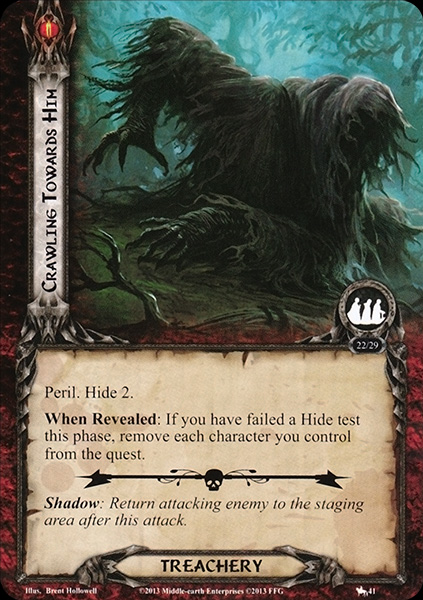 CRAWLING TOWARDS HIM
22/29
Peril. Hide 2.
When Revealed: If you have failed a Hide test
this phase, remove each character you control
from the quest.
Shadow: Return attacking enemy to the staging
area after this attack.
TREACHERY
Illus. Brent Hollowell
©2013 Middle-earth Enterprises ©2013 FFG
41